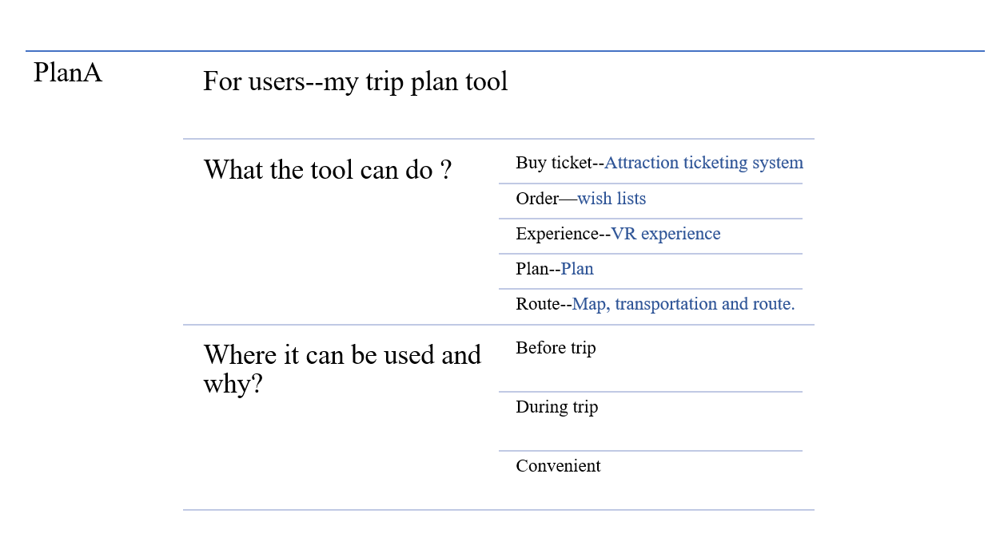 PlanA
For users--my trip plan tool
What the tool can do ?
Buy ticket--Attraction ticketing system
Order—wish lists
Experience--VR experience
Plan--Plan
Route--Map, transportation and route.
Where it can be used and
why?
Before trip
During trip
Convenient